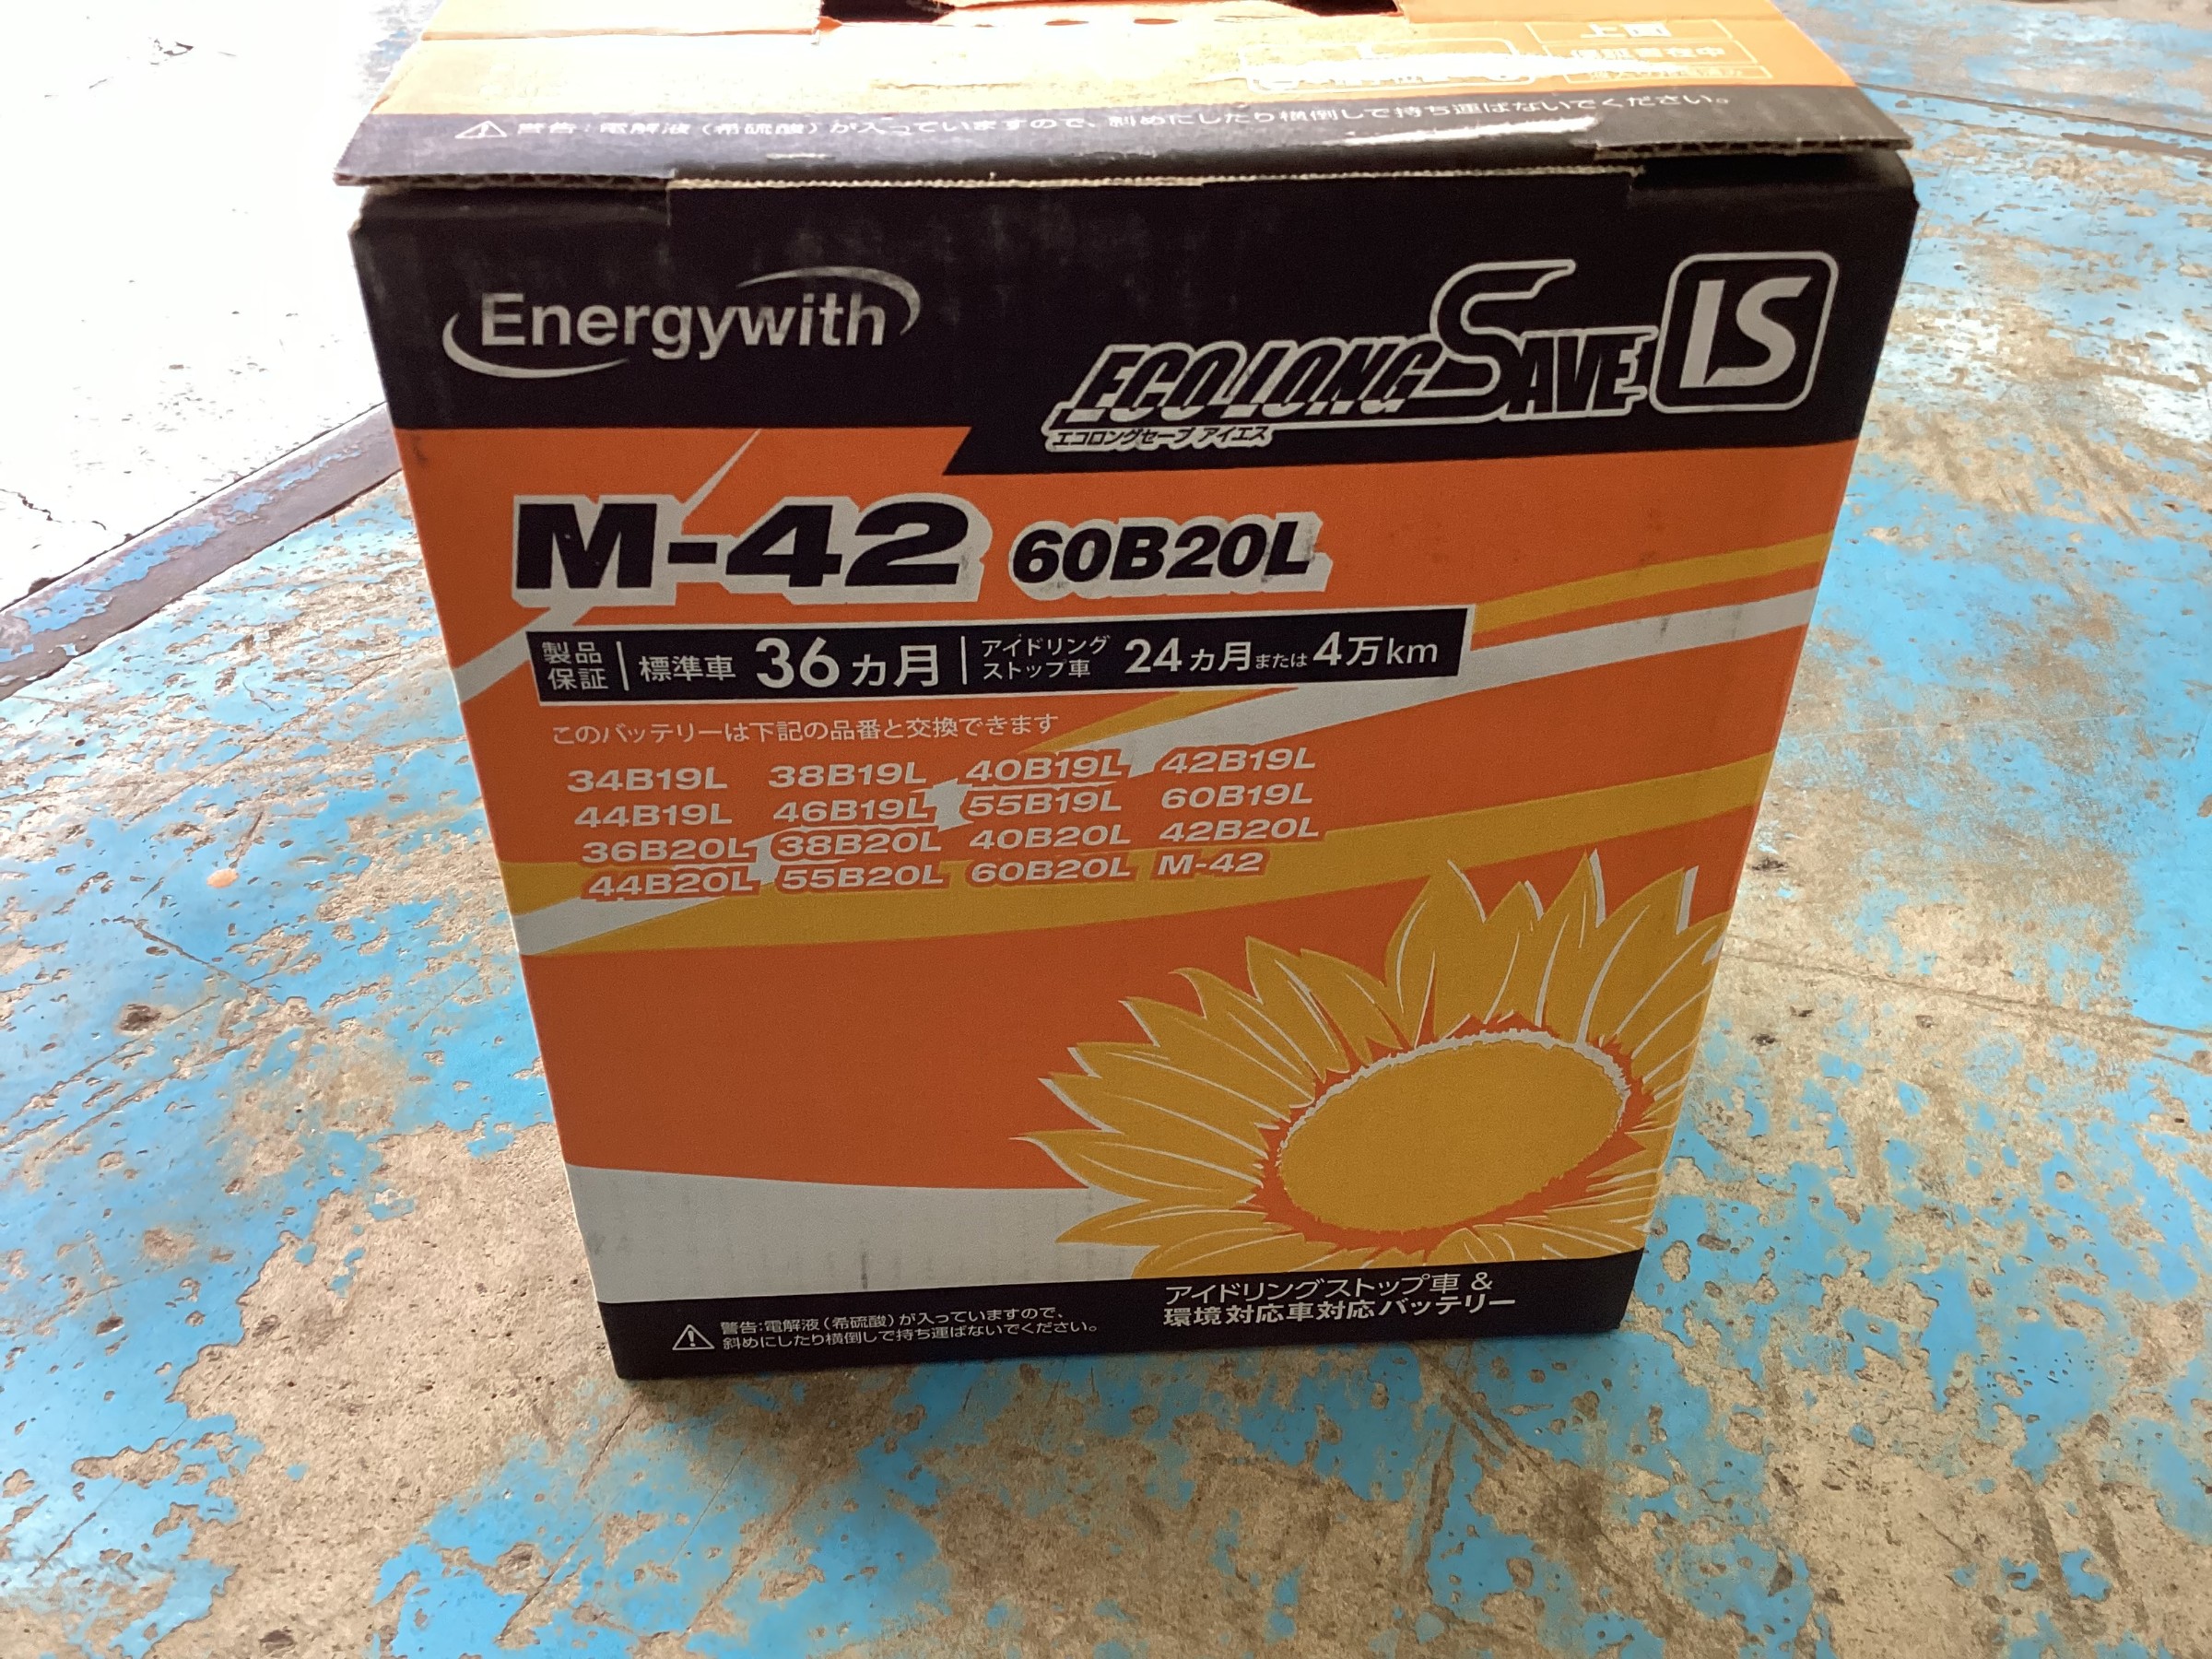 上面
保証書在中
⚠警告：電解液（希硫酸）が入っていますので、斜めにしたり横倒しで持ち運ばないでください。
Energywith
ECO LONG SAVE IS
エコロングセーブ アイエス
M-42 60B20L
製品保証 標準車 36カ月 アイドリングストップ車 24カ月または4万km
このバッテリーは下記の品番と交換できます
34B19L 38B19L 40B19L 42B19L
44B19L 46B19L 55B19L 60B19L
36B20L 38B20L 40B20L 42B20L
44B20L 55B20L 60B20L M-42
アイドリングストップ車 &
環境対応車対応バッテリー
⚠警告：電解液（希硫酸）が入っていますので、
斜めにしたり横倒しで持ち運ばないでください。